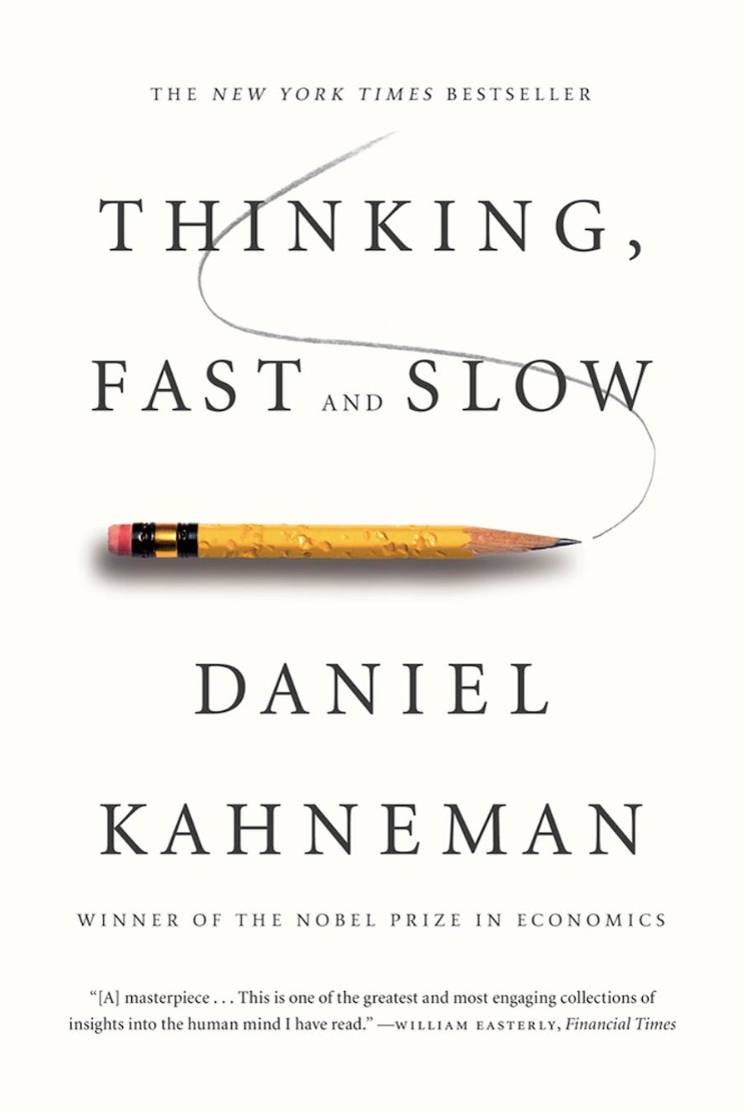 THE NEW YORK TIMES BESTSELLER
THINKING,
FAST AND SLOW
DANIEL
KAHNEMAN
WINNER OF THE NOBEL PRIZE IN ECONOMICS
“[A] masterpiece . . . This is one of the greatest and most engaging collections of
insights into the human mind I have read.” —WILLIAM EASTERLY, Financial Times